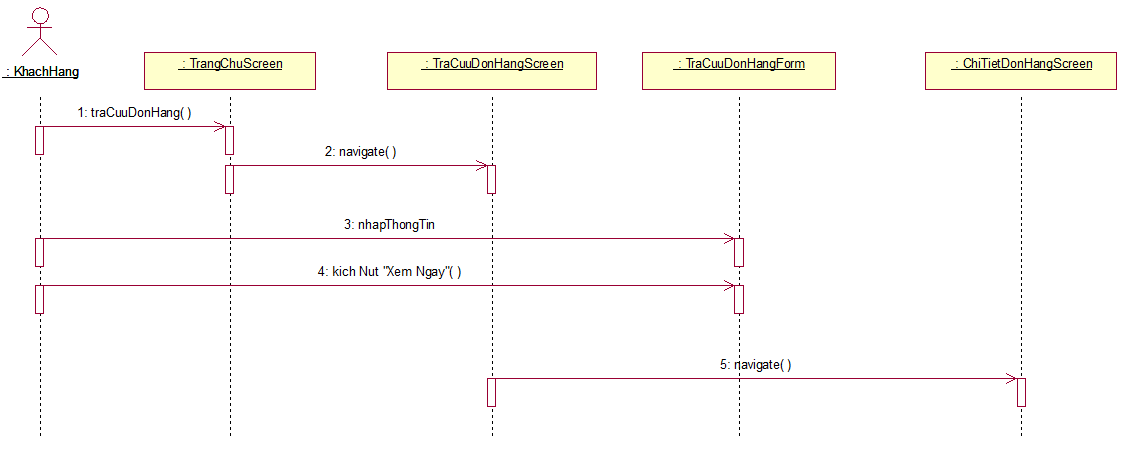 : KhachHang
: TrangChuScreen
: TraCuuDonHangScreen
: TraCuuDonHangForm
: ChiTietDonHangScreen
1: traCuuDonHang( )
2: navigate( )
3: nhapThongTin
4: kich Nut "Xem Ngay"( )
5: navigate( )